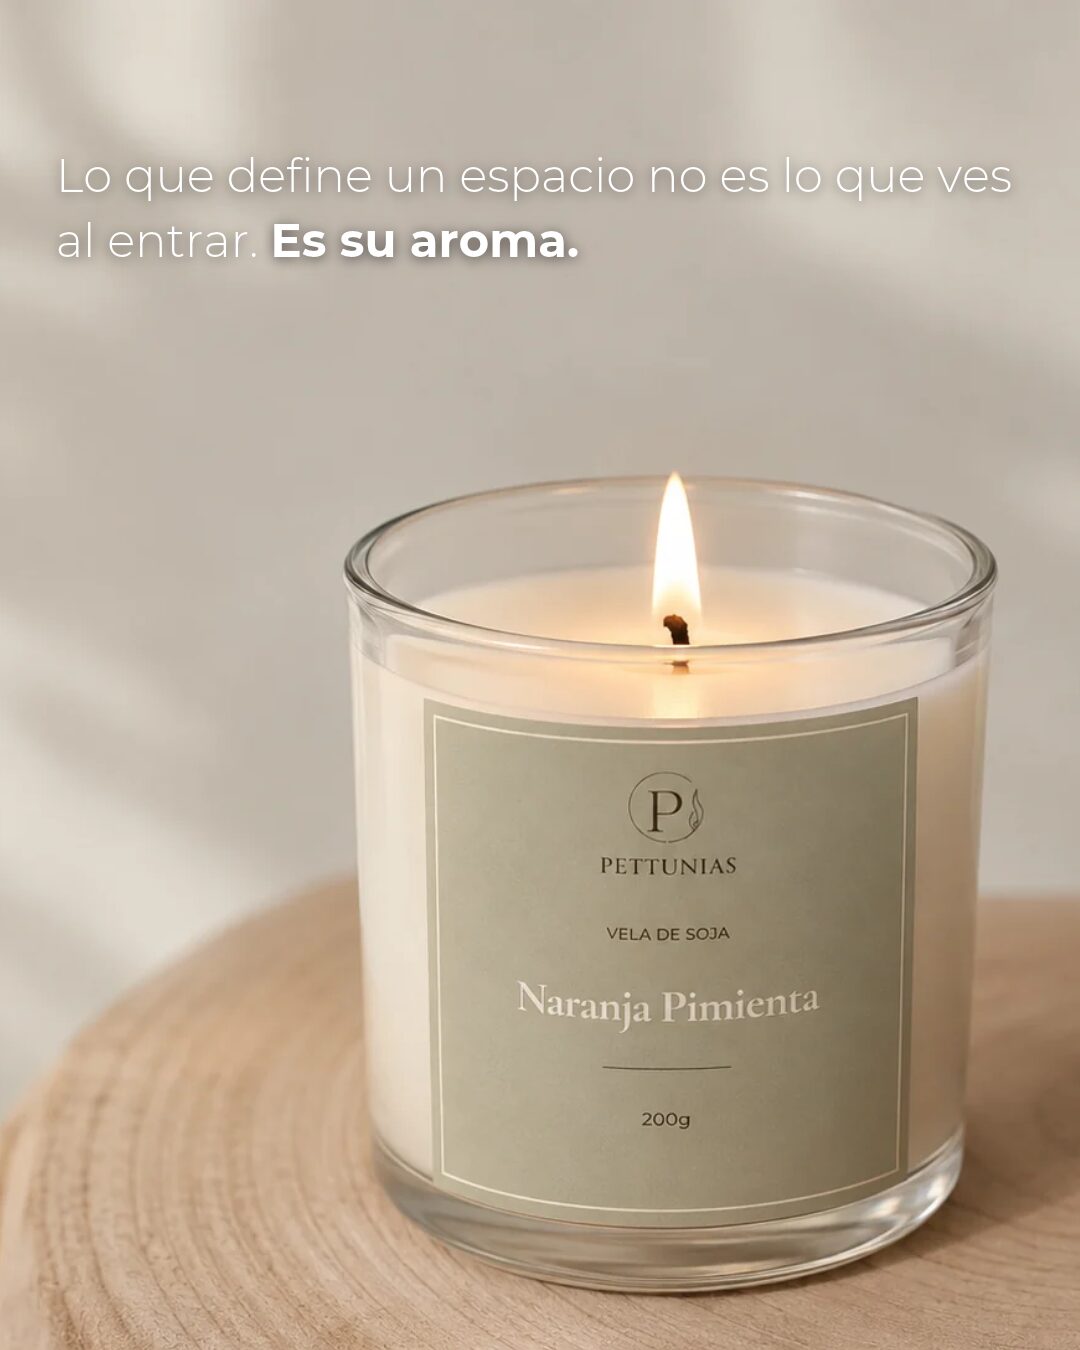 Lo que define un espacio no es lo que ves
al entrar. Es su aroma.
P
PETTUNIAS
VELA DE SOJA
Naranja Pimienta
200g